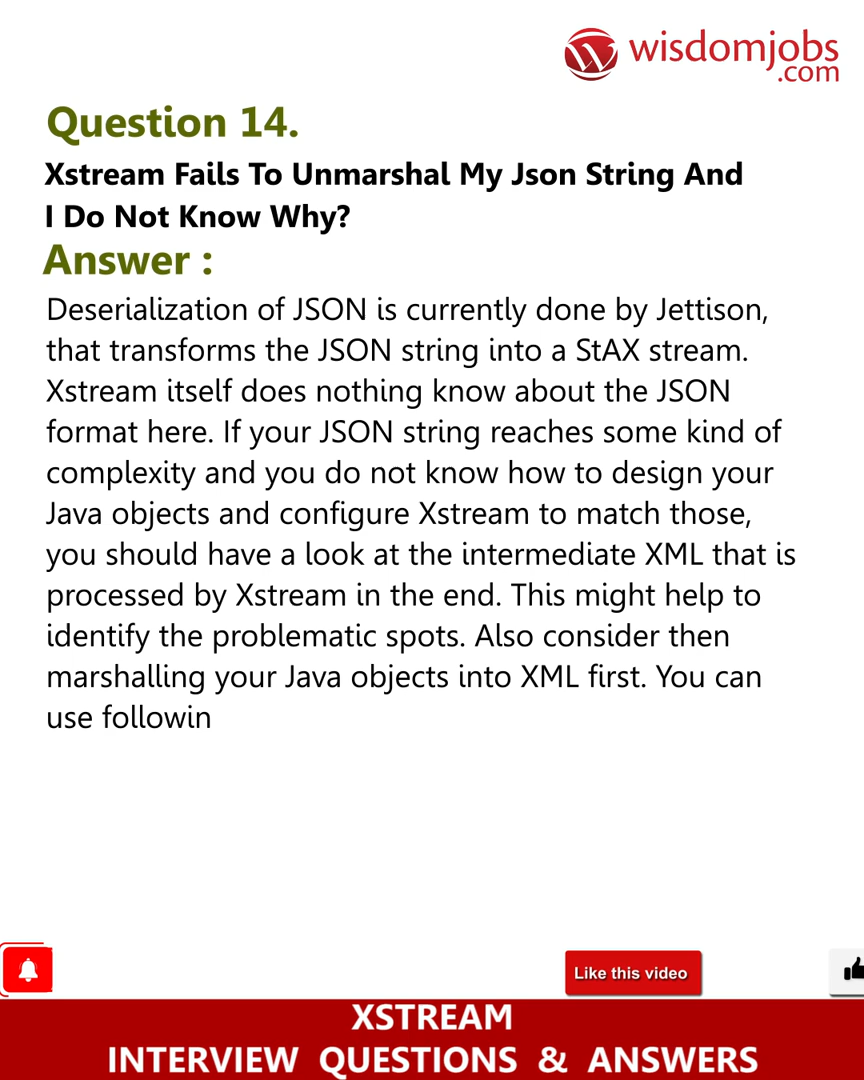 wisdomjobs
.com
Question 14.
Xstream Fails To Unmarshal My Json String And
I Do Not Know Why?
Answer :
Deserialization of JSON is currently done by Jettison,
that transforms the JSON string into a StAX stream.
Xstream itself does nothing know about the JSON
format here. If your JSON string reaches some kind of
complexity and you do not know how to design your
Java objects and configure Xstream to match those,
you should have a look at the intermediate XML that is
processed by Xstream in the end. This might help to
identify the problematic spots. Also consider then
marshalling your Java objects into XML first. You can
use followin
Like this video
XSTREAM
INTERVIEW QUESTIONS & ANSWERS